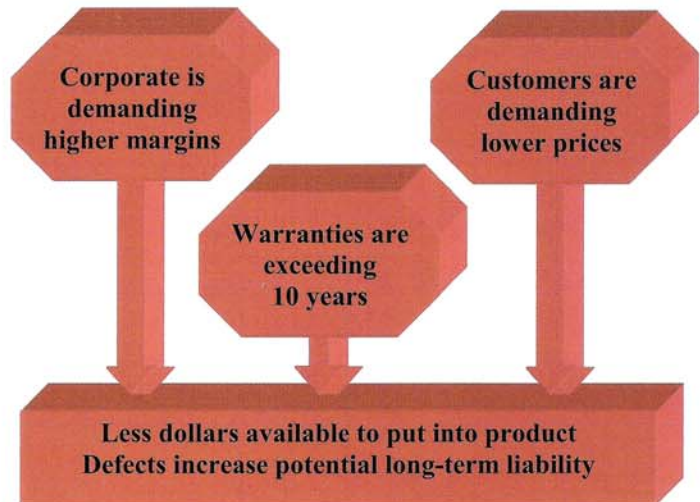 Corporate is
demanding
higher margins
Customers are
demanding
lower prices
Warranties are
exceeding
10 years
Less dollars available to put into product
Defects increase potential long-term liability